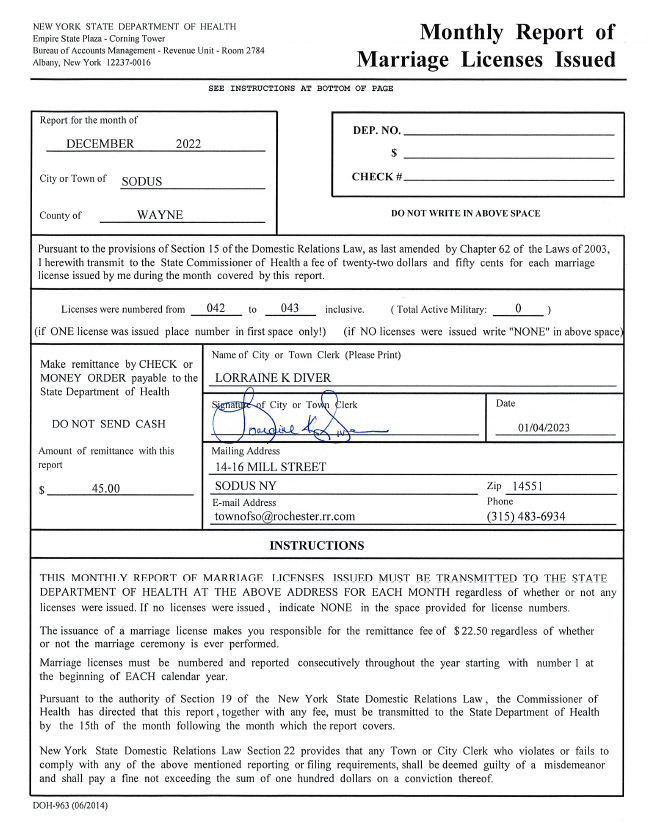 NEW YORK STATE DEPARTMENT OF HEALTH
Empire State Plaza - Corning Tower
Bureau of Accounts Management - Revenue Unit - Room 2784
Albany, New York 12237-0016
Monthly Report of
Marriage Licenses Issued
SEE INSTRUCTIONS AT BOTTOM OF PAGE
Report for the month of
DECEMBER 2022
City or Town of SODUS
County of WAYNE
DEP. NO.
$
CHECK #
DO NOT WRITE IN ABOVE SPACE
Pursuant to the provisions of Section 15 of the Domestic Relations Law, as last amended by Chapter 62 of the Laws of 2003,
I herewith transmit to the State Commissioner of Health a fee of twenty-two dollars and fifty cents for each marriage
license issued by me during the month covered by this report.
Licenses were numbered from 042 to 043 inclusive. ( Total Active Military: 0 )
(if ONE license was issued place number in first space only!) (if NO licenses were issued write "NONE" in above space)
Make remittance by CHECK or
MONEY ORDER payable to the
State Department of Health
DO NOT SEND CASH
Amount of remittance with this
report
$ 45.00
Name of City or Town Clerk (Please Print)
LORRAINE K DIVER
Signature of City or Town Clerk
Lorraine K Diver
Date
01/04/2023
Mailing Address
14-16 MILL STREET
SODUS NY Zip 14551
E-mail Address Phone
townofso@rochester.rr.com (315) 483-6934
INSTRUCTIONS
THIS MONTHLY REPORT OF MARRIAGE LICENSES ISSUED MUST BE TRANSMITTED TO THE STATE
DEPARTMENT OF HEALTH AT THE ABOVE ADDRESS FOR EACH MONTH regardless of whether or not any
licenses were issued. If no licenses were issued, indicate NONE in the space provided for license numbers.
The issuance of a marriage license makes you responsible for the remittance fee of $22.50 regardless of whether
or not the marriage ceremony is ever performed.
Marriage licenses must be numbered and reported consecutively throughout the year starting with number 1 at
the beginning of EACH calendar year.
Pursuant to the authority of Section 19 of the New York State Domestic Relations Law, the Commissioner of
Health has directed that this report, together with any fee, must be transmitted to the State Department of Health
by the 15th of the month following the month which the report covers.
New York State Domestic Relations Law Section 22 provides that any Town or City Clerk who violates or fails to
comply with any of the above mentioned reporting or filing requirements, shall be deemed guilty of a misdemeanor
and shall pay a fine not exceeding the sum of one hundred dollars on a conviction thereof.
DOH-963 (06/2014)